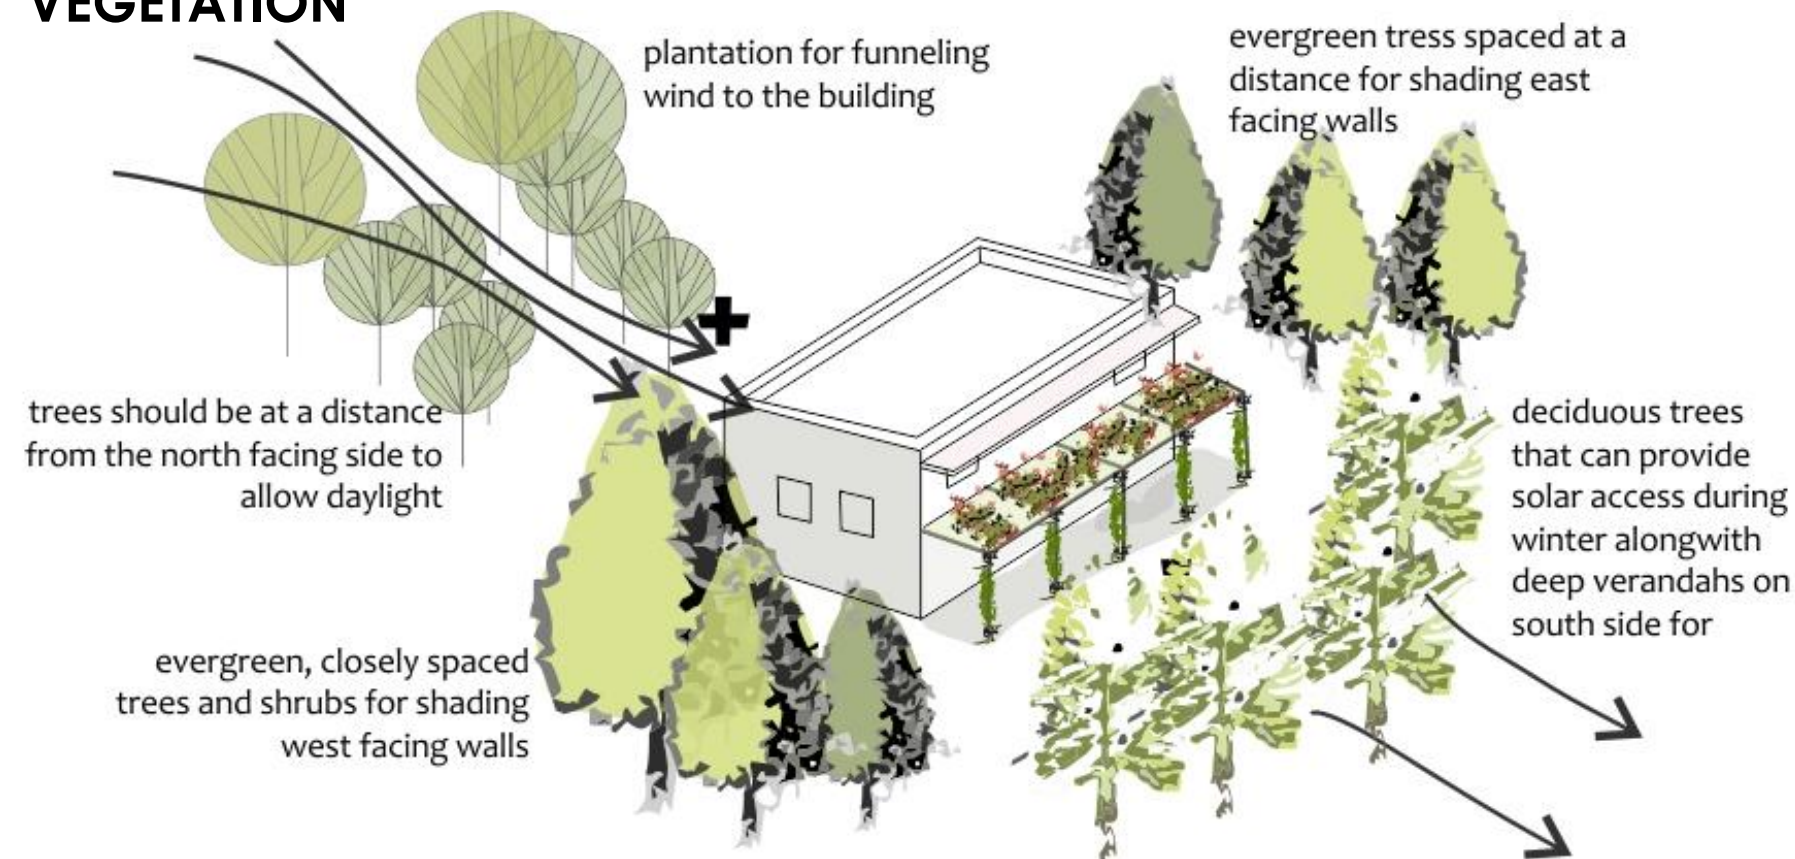 VEGETATION
plantation for funneling
wind to the building
evergreen tress spaced at a
distance for shading east
facing walls
trees should be at a distance
from the north facing side to
allow daylight
deciduous trees
that can provide
solar access during
winter alongwith
deep verandahs on
south side for
evergreen, closely spaced
trees and shrubs for shading
west facing walls